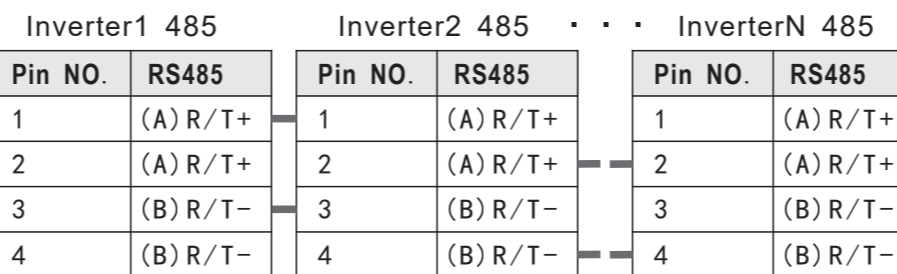 Inverter1 485 Inverter2 485 · · · InverterN 485
Pin NO. RS485 Pin NO. RS485 Pin NO. RS485
1 (A)R/T+ 1 (A)R/T+ 1 (A)R/T+
2 (A)R/T+ 2 (A)R/T+ 2 (A)R/T+
3 (B)R/T- 3 (B)R/T- 3 (B)R/T-
4 (B)R/T- 4 (B)R/T- 4 (B)R/T-